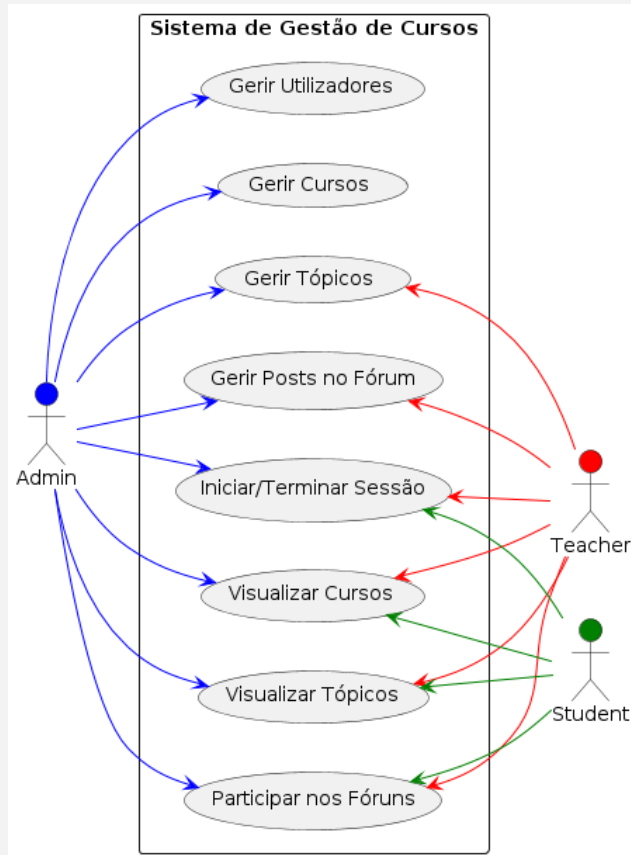 Sistema de Gestão de Cursos
Gerir Utilizadores
Gerir Cursos
Gerir Tópicos
Gerir Posts no Fórum
Admin
Iniciar/Terminar Sessão
Teacher
Visualizar Cursos
Visualizar Tópicos
Student
Participar nos Fóruns